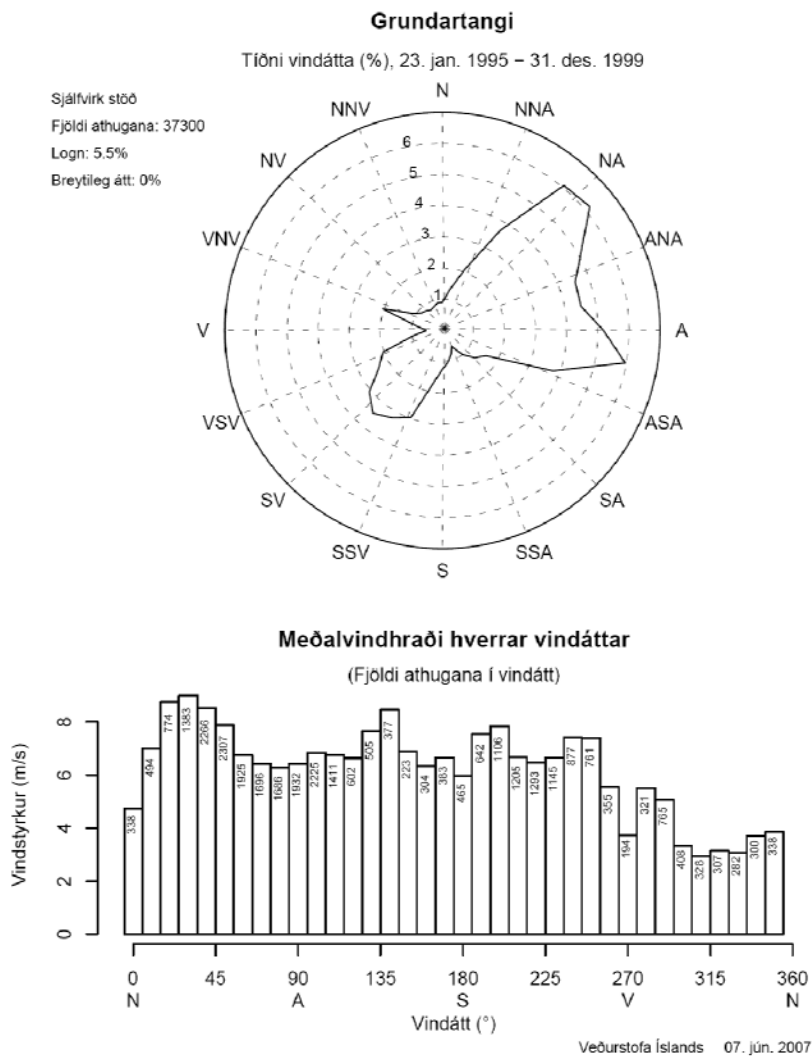 Grundartangi
Tíðni vindátta (%), 23. jan. 1995 – 31. des. 1999
Sjálfvirk stöð
Fjöldi athugana: 37300
Logn: 5.5%
Breytileg átt: 0%
N
NNV
NNA
NV
NA
VNV
ANA
V
A
VSV
ASA
SV
SA
SSV
SSA
S
6
5
4
3
2
1
Meðalvindhraði hverrar vindáttar
(Fjöldi athugana í vindátt)
Vindstyrkur (m/s)
8
6
4
2
0
338
494
774
1383
2266
2307
1925
1696
1686
1932
2225
1411
602
505
377
223
304
363
465
642
1106
1205
1293
1145
877
761
355
194
321
765
408
326
307
282
300
338
0 45 90 135 180 225 270 315 360
N A S V N
Vindátt (°)
Veðurstofa Íslands 07. jún. 2007